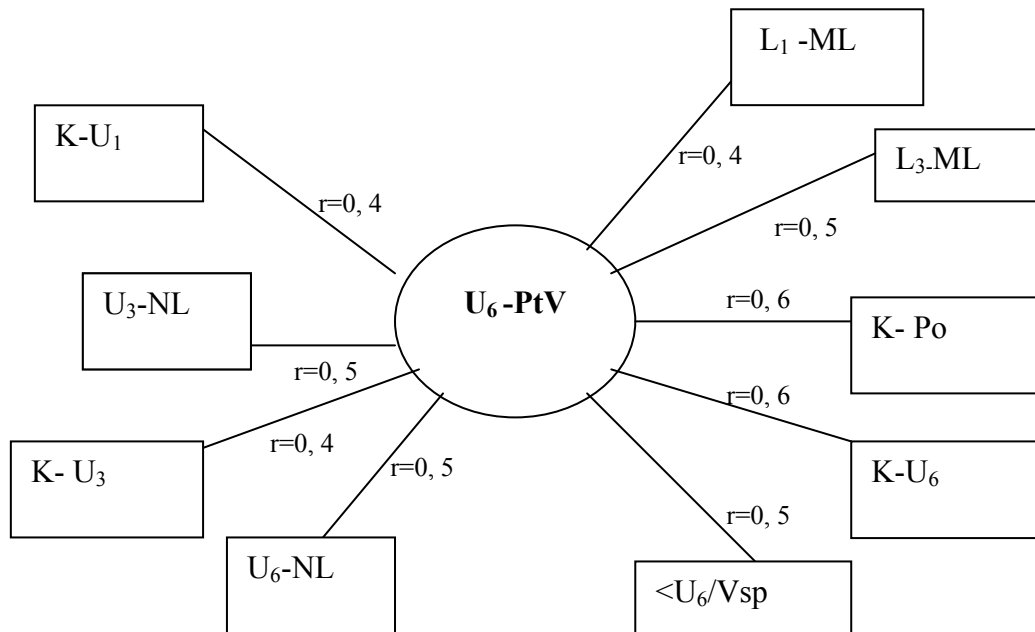 L₁ -ML
K-U₁
L₃-ML
r=0, 4
r=0, 4
r=0, 5
U₃-NL
U₆-PtV
r=0, 6
K- Po
r=0, 5
r=0, 6
r=0, 4
K- U₃
r=0, 5
K-U₆
r=0, 5
U₆-NL
<U₆/Vsp